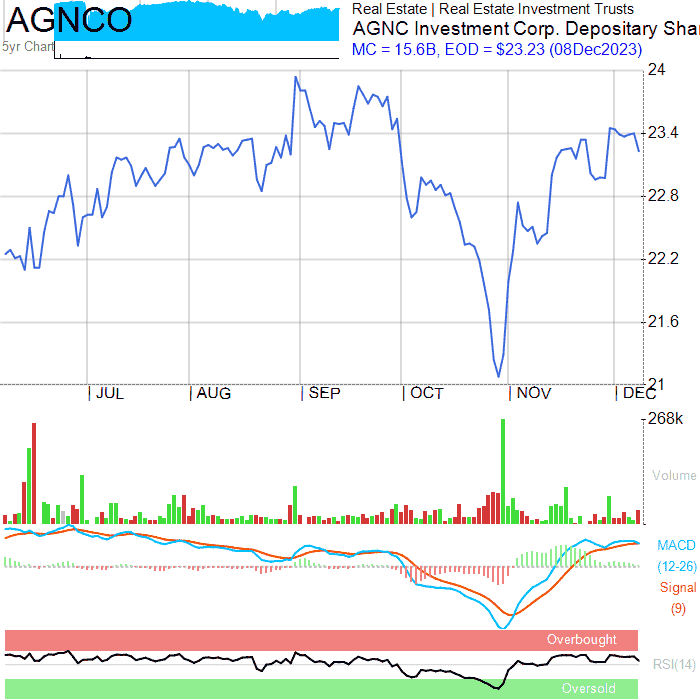 AGNCO
5yr Chart
Real Estate | Real Estate Investment Trusts
AGNC Investment Corp. Depositary Shar
MC = 15.6B, EOD = $23.23 (08Dec2023)
24
23.4
22.8
22.2
21.6
21
JUL AUG SEP OCT NOV DEC
268k
Volume
MACD
(12-26)
Signal
(9)
Overbought
RSI(14)
Oversold